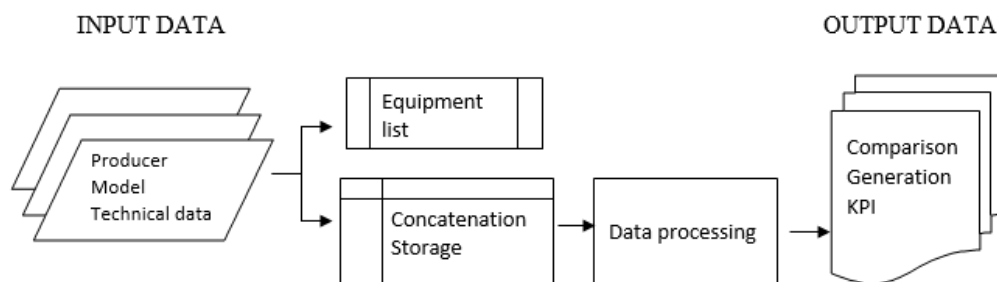 INPUT DATA
OUTPUT DATA
Producer
Model
Technical data
Equipment
list
Concatenation
Storage
Data processing
Comparison
Generation
KPI